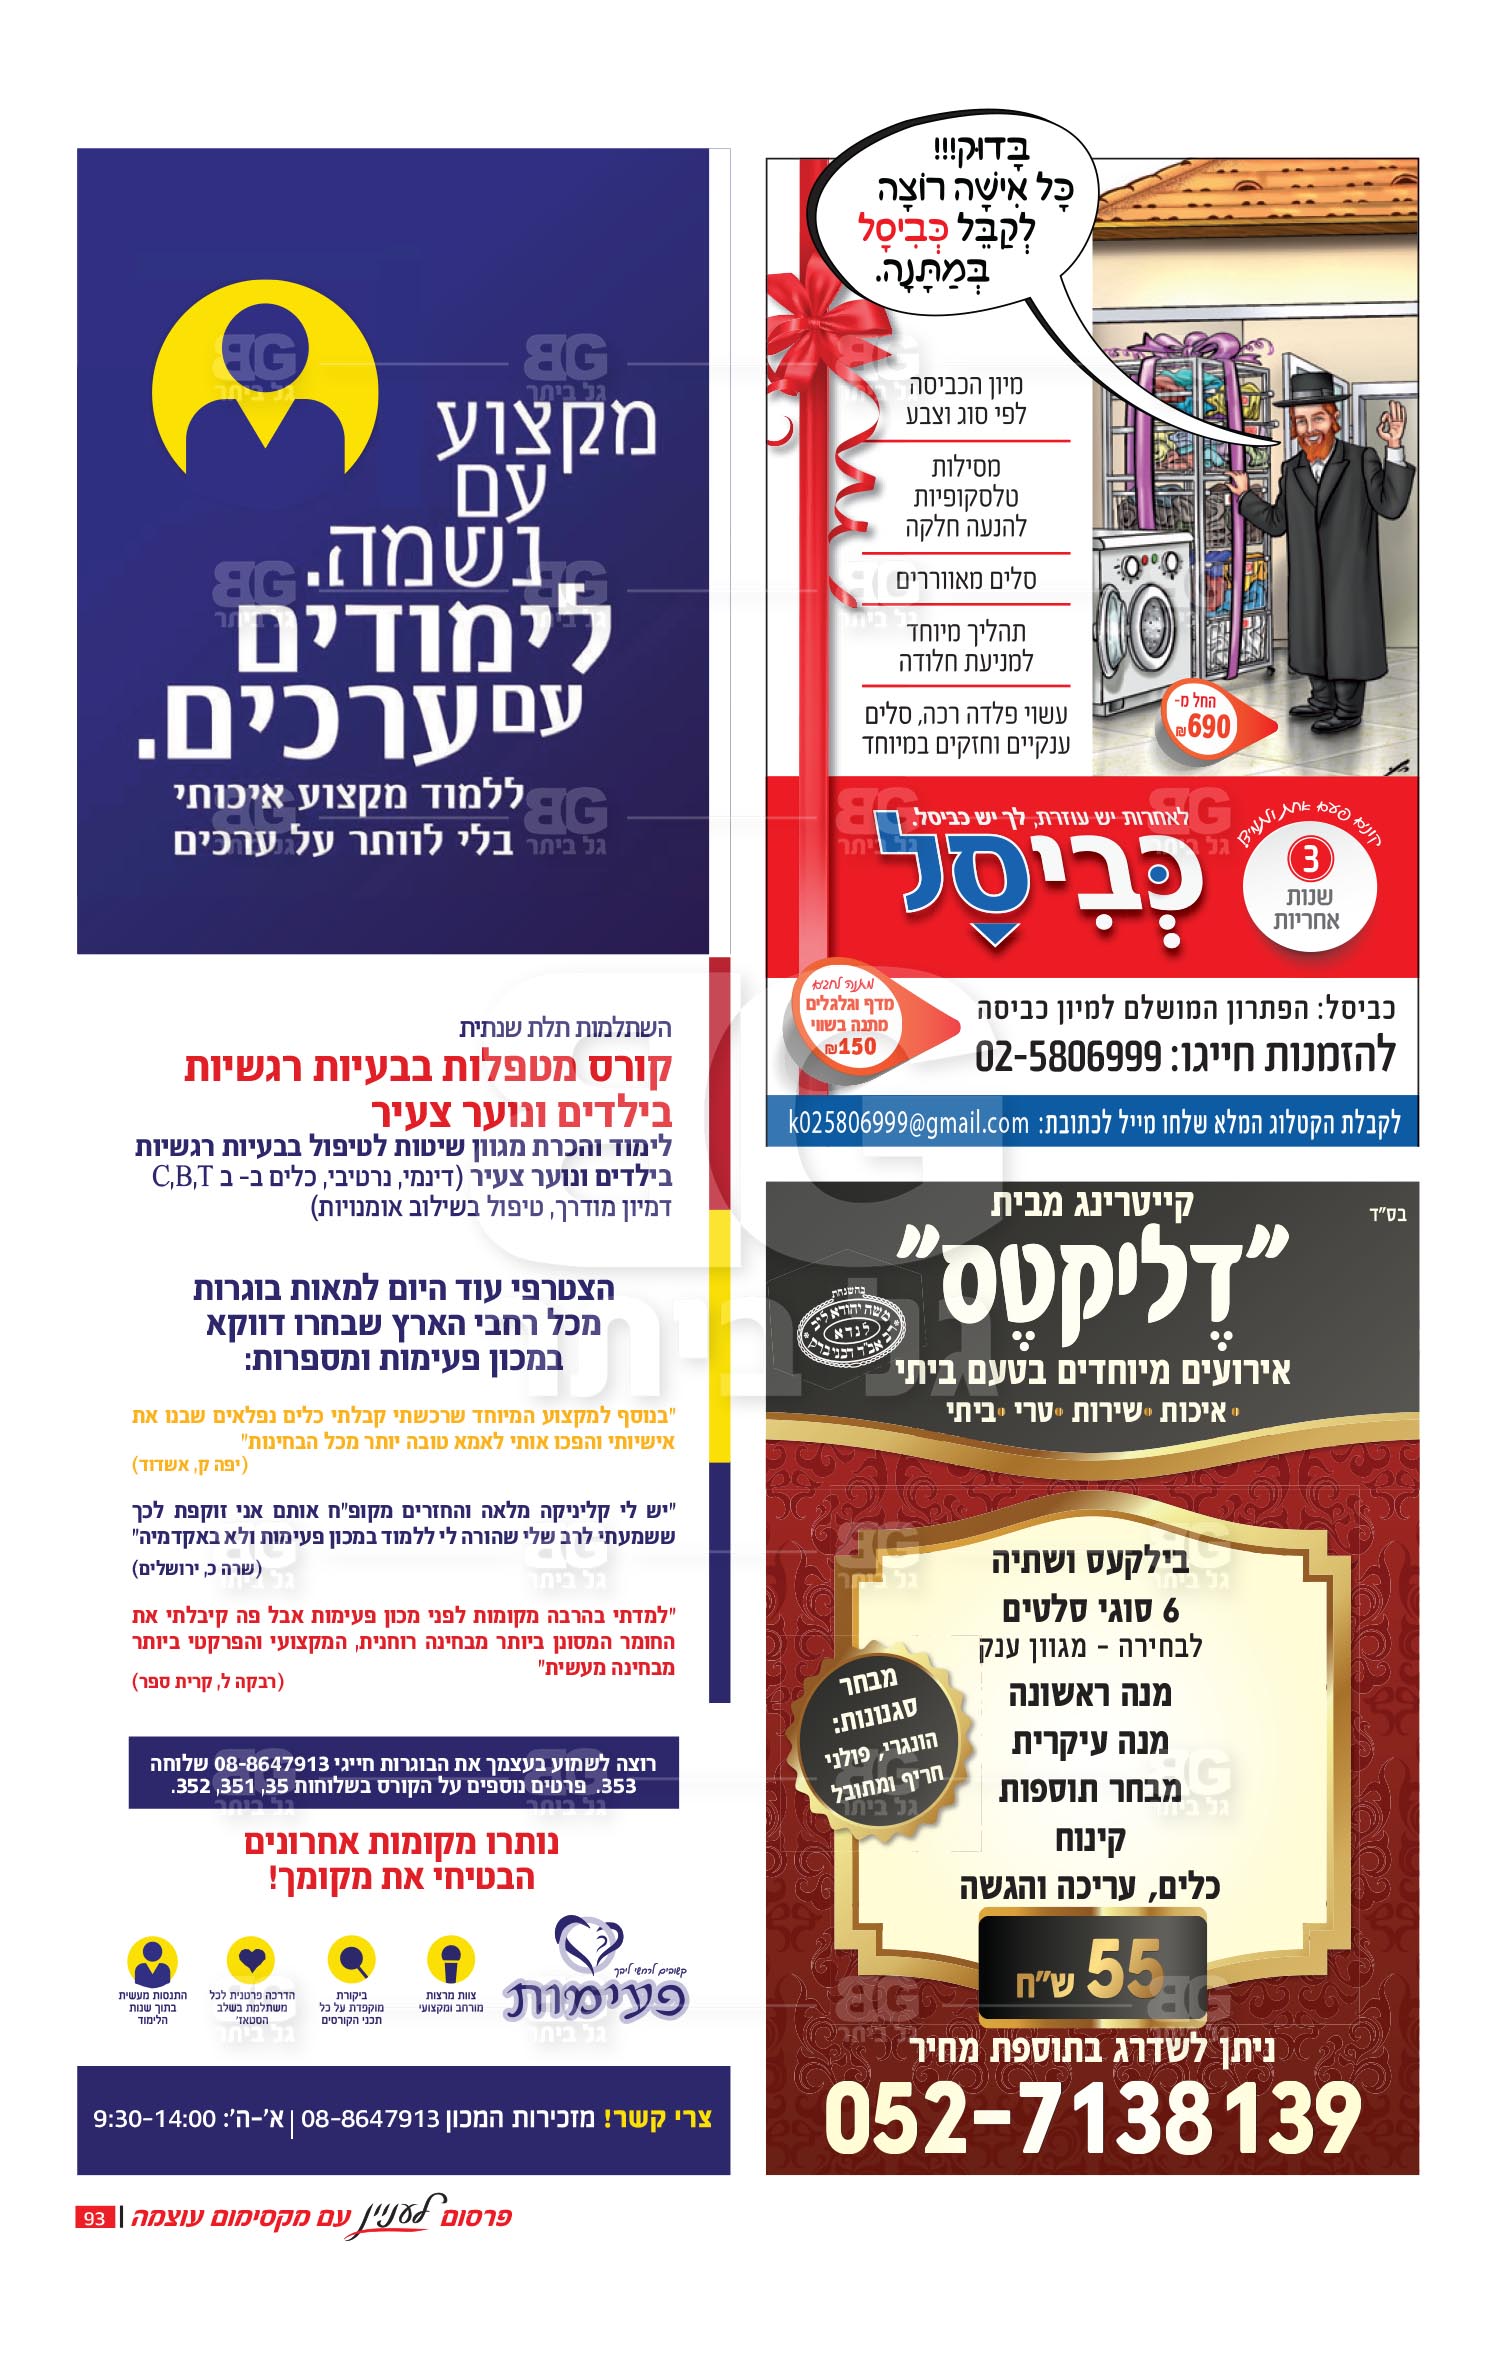 בָּדוּק!!!
כָּל אִישָׁה רוֹצָה
לְקַבֵּל כְּבִיסָל
בְּמַתָּנָה.
מיון הכביסה
לפי סוג וצבע
מסילות
טלסקופיות
להנעה חלקה
סלים מאווררים
תהליך מיוחד
למניעת חלודה
עשוי פלדה רכה, סלים
ענקיים וחזקים במיוחד
החל מ-
690 ₪
לאחרות יש עוזרת, לך יש כביסל.
כְּבִיסָל
קונים פעם אחת ולתמיד!
3
שנות
אחריות
מתנה לחגים
מדף וגלגלים
מתנה בשווי
150 ₪
כביסל: הפתרון המושלם למיון כביסה
להזמנות חייגו: 02-5806999
לקבלת הקטלוג המלא שלחו מייל לכתובת: k025806999@gmail.com
בס"ד
קייטרינג מבית
"דֶליקטֶס"
בהשגחת
משה יהודא ליב
לנדא
רב אב"ד דבני ברק
אירועים מיוחדים בטעם ביתי
•איכות •שירות •טרי •ביתי
בילקעס ושתיה
6 סוגי סלטים
לבחירה - מגוון ענק
מנה ראשונה
מנה עיקרית
מבחר תוספות
קינוח
כלים, עריכה והגשה
מבחר
סגנונות:
הונגרי, פולני
חריף ומתובל
55 ש"ח
ניתן לשדרג בתוספת מחיר
052-7138139
מקצוע
עם
נשמה.
לימודים
עם ערכים.
ללמוד מקצוע איכותי
בלי לוותר על ערכים
השתלמות תלת שנתית
קורס מטפלות בבעיות רגשיות
בילדים ונוער צעיר
לימוד והכרת מגוון שיטות לטיפול בבעיות רגשיות
בילדים ונוער צעיר (דינמי, נרטיבי, כלים ב- ב C,B,T
דמיון מודרך, טיפול בשילוב אומנויות)
הצטרפי עוד היום למאות בוגרות
מכל רחבי הארץ שבחרו דווקא
במכון פעימות ומספרות:
"בנוסף למקצוע המיוחד שרכשתי קבלתי כלים נפלאים שבנו את
אישיותי והפכו אותי לאמא טובה יותר מכל הבחינות"
(יפה ק, אשדוד)
"יש לי קליניקה מלאה והחזרים מקופ"ח אותם אני זוקפת לכך
ששמעתי לרב שלי שהורה לי ללמוד במכון פעימות ולא באקדמיה"
(שרה כ, ירושלים)
"למדתי בהרבה מקומות לפני מכון פעימות אבל פה קיבלתי את
החומר המסונן ביותר מבחינה רוחנית, המקצועי והפרקטי ביותר
מבחינה מעשית"
(רבקה ל, קרית ספר)
רוצה לשמוע בעצמך את הבוגרות חייגי 08-8647913 שלוחה
353. פרטים נוספים על הקורס בשלוחות 35, 351, 352.
נותרו מקומות אחרונים
הבטיחי את מקומך!
קשובים לרחשי ליבך
פעימות
צוות מרצות
מורחב ומקצועי
ביקורת
מוקפדת על כל
תכני הקורסים
הדרכה פרטנית לכל
משתלמת בשלב
הסטאז'
התנסות מעשית
בתוך שנות
הלימוד
צרי קשר! מזכירות המכון 08-8647913 | א'-ה': 9:30-14:00
פרסום לעניין עם מקסימום עוצמה | 93
BG
גל ביתר